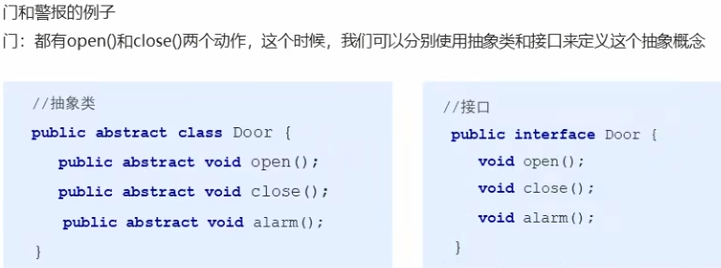 门和警报的例子
门：都有open()和close()两个动作，这个时候，我们可以分别使用抽象类和接口来定义这个抽象概念
//抽象类
public abstract class Door {
public abstract void open();
public abstract void close();
public abstract void alarm();
}
//接口
public interface Door {
void open();
void close();
void alarm();
}